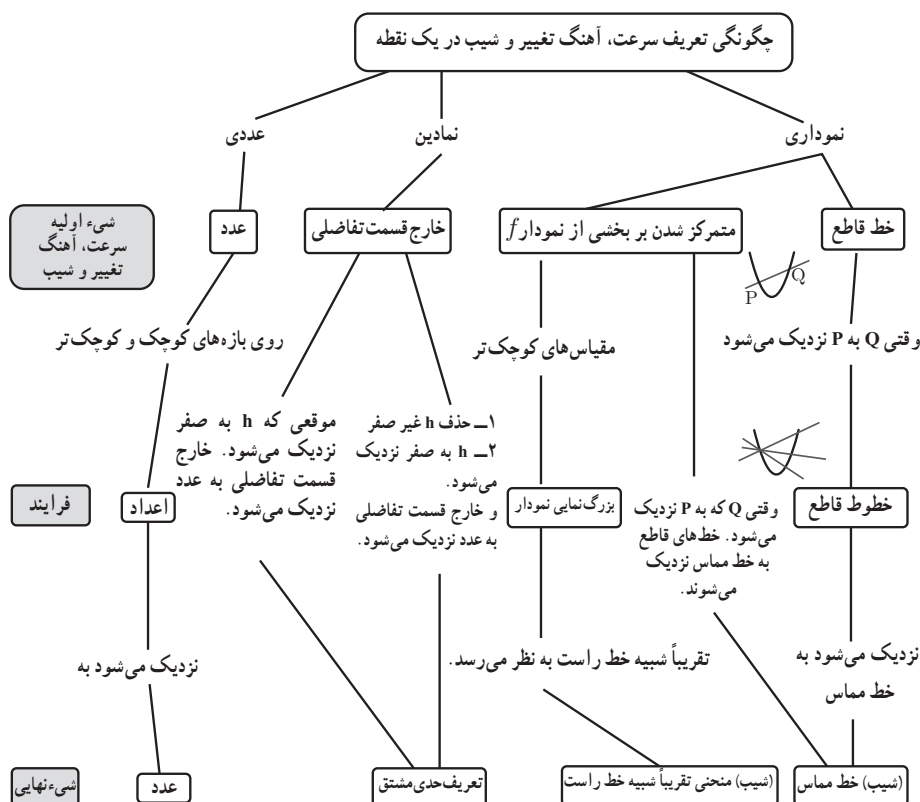 چگونگی تعریف سرعت، آهنگ تغییر و شیب در یک نقطه
نموداری
نمادین
عددی
خط قاطع
متمرکز شدن بر بخشی از نمودار f
خارج قسمت تفاضلی
عدد
شیء اولیه
سرعت، آهنگ
تغییر و شیب
P
Q
وقتی Q به P نزدیک می‌شود
مقیاس‌های کوچک‌تر
روی بازه‌های کوچک و کوچک‌تر
۱ــ حذف h غیر صفر
۲ــ h به صفر نزدیک
می‌شود.
و خارج قسمت تفاضلی
به عدد نزدیک می‌شود.
موقعی که h به صفر
نزدیک می‌شود. خارج
قسمت تفاضلی به عدد
نزدیک می‌شود.
خطوط قاطع
وقتی Q که به P نزدیک
می‌شود. خط‌های قاطع
به خط مماس نزدیک
می‌شوند.
بزرگ‌نمایی نمودار
اعداد
فرایند
نزدیک می‌شود به
خط مماس
تقریباً شبیه خط راست به نظر می‌رسد.
نزدیک می‌شود به
(شیب) خط مماس
(شیب) منحنی تقریباً شبیه خط راست
تعریف حدی مشتق
عدد
شیء نهایی